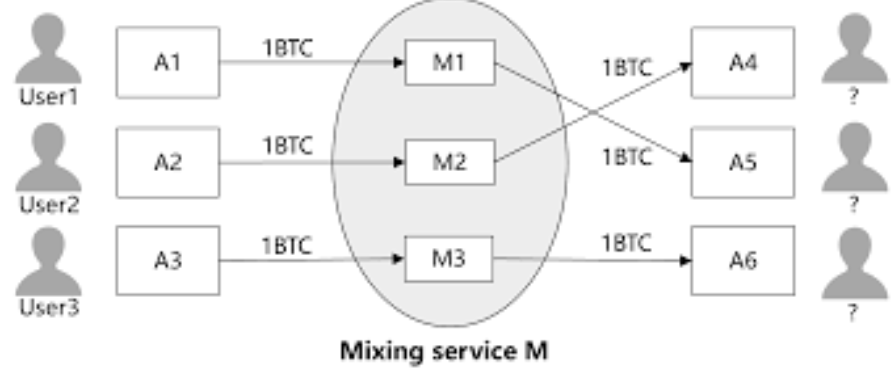 1BTC
A1
M1
1BTC
A4
User1
?
1BTC
A2
M2
1BTC
A5
User2
?
1BTC
A3
M3
1BTC
A6
User3
?
Mixing service M